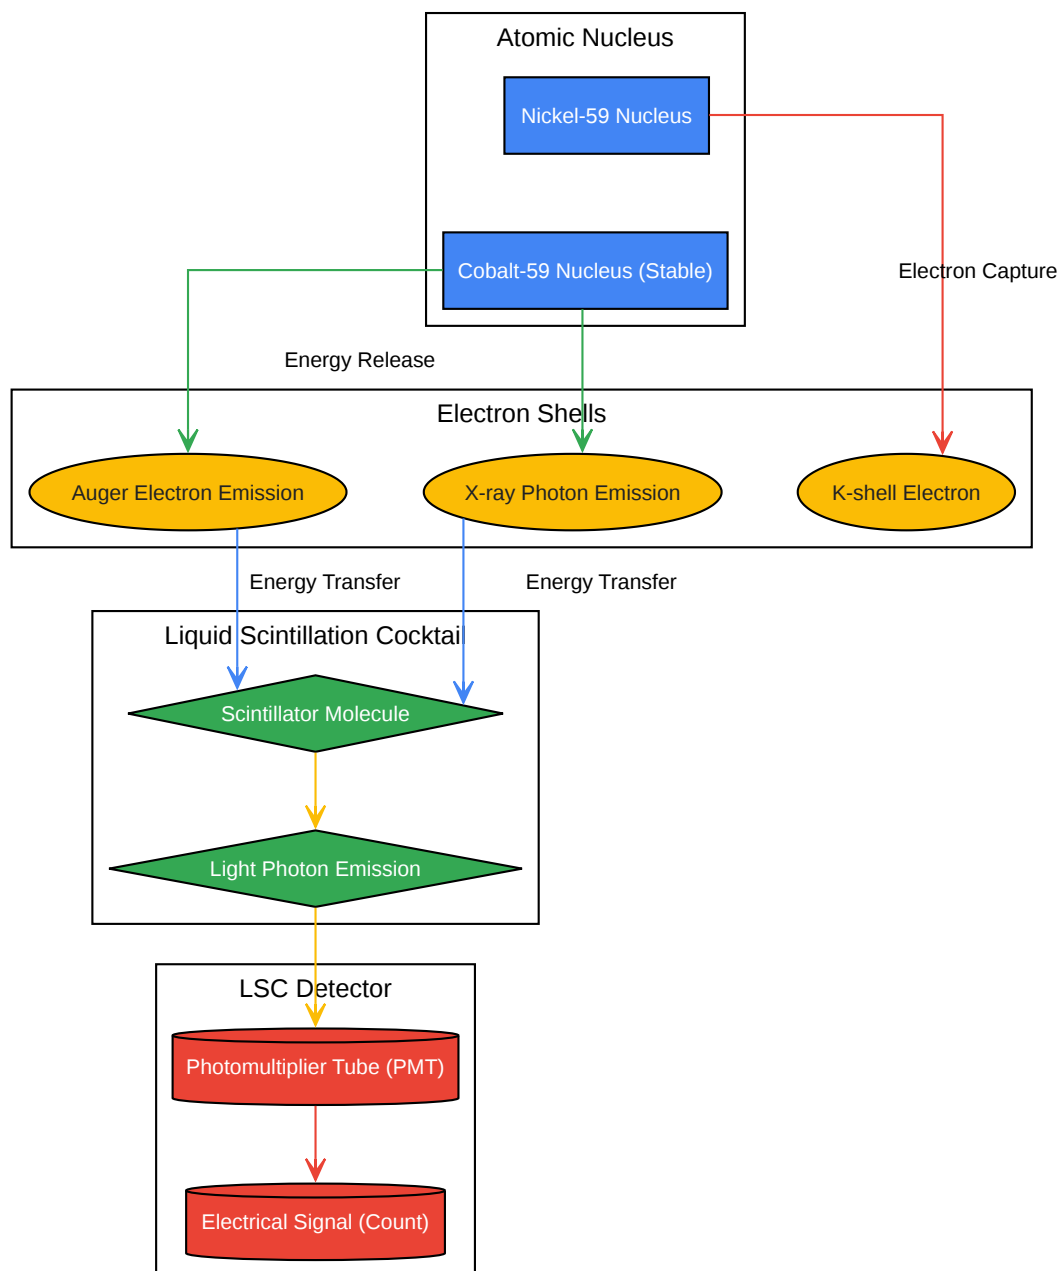 Atomic Nucleus
Nickel-59 Nucleus
Cobalt-59 Nucleus (Stable)
Electron Capture
Energy Release
Electron Shells
Auger Electron Emission
X-ray Photon Emission
K-shell Electron
Energy Transfer
Energy Transfer
Liquid Scintillation Cocktail
Scintillator Molecule
Light Photon Emission
LSC Detector
Photomultiplier Tube (PMT)
Electrical Signal (Count)